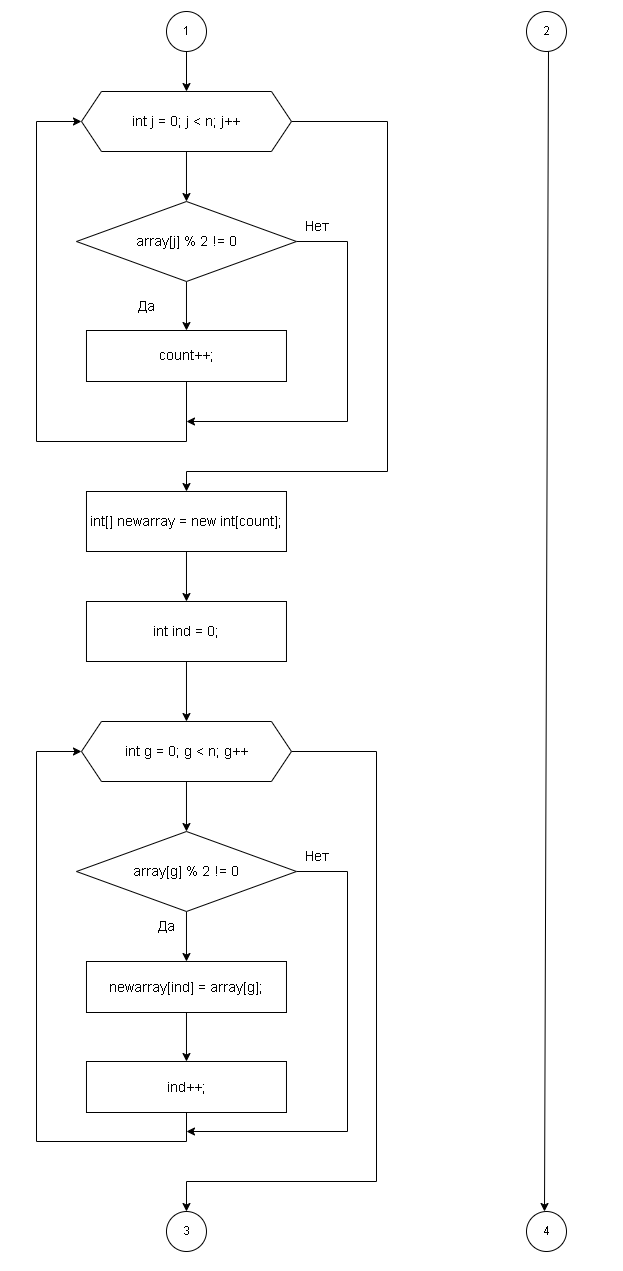 1
2
int j = 0; j < n; j++
Нет
array[j] % 2 != 0
Да
count++;
int[] newarray = new int[count];
int ind = 0;
int g = 0; g < n; g++
Нет
array[g] % 2 != 0
Да
newarray[ind] = array[g];
ind++;
3
4